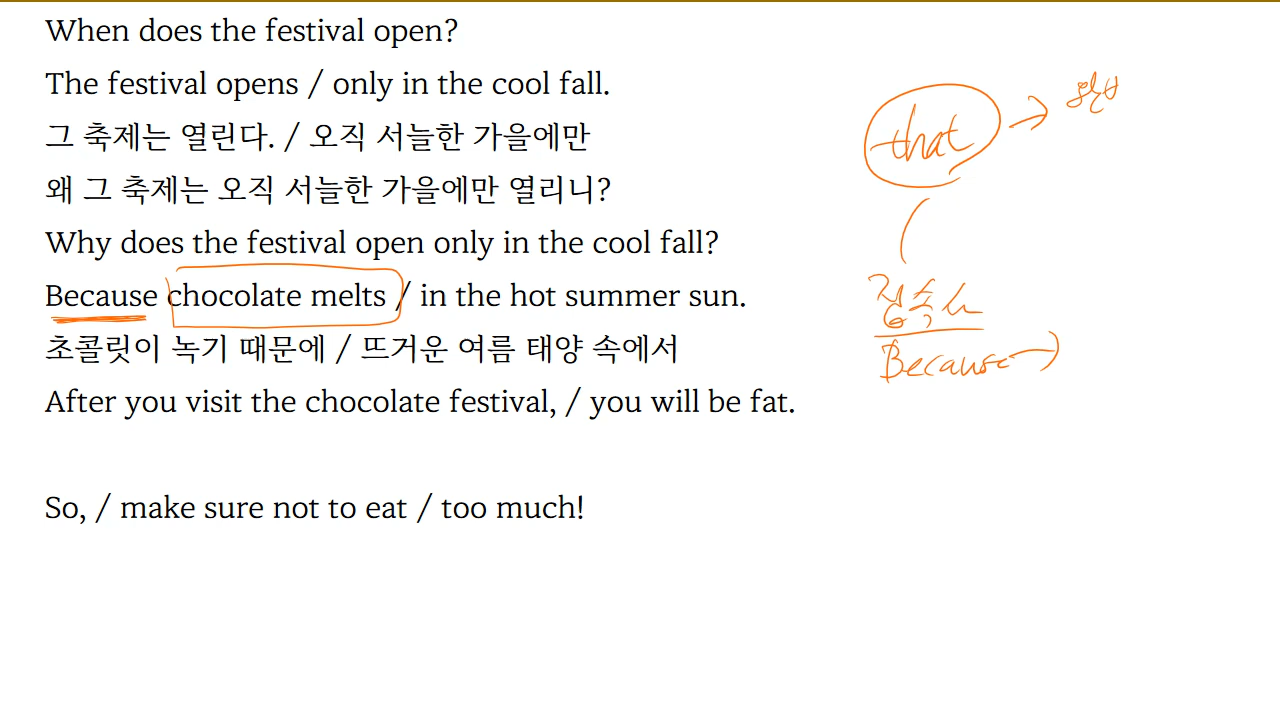 When does the festival open?
The festival opens / only in the cool fall.
그 축제는 열린다. / 오직 서늘한 가을에만
왜 그 축제는 오직 서늘한 가을에만 열리니?
Why does the festival open only in the cool fall?
Because chocolate melts / in the hot summer sun.
초콜릿이 녹기 때문에 / 뜨거운 여름 태양 속에서
After you visit the chocolate festival, / you will be fat.
So, / make sure not to eat / too much!
that →
접속사
Because